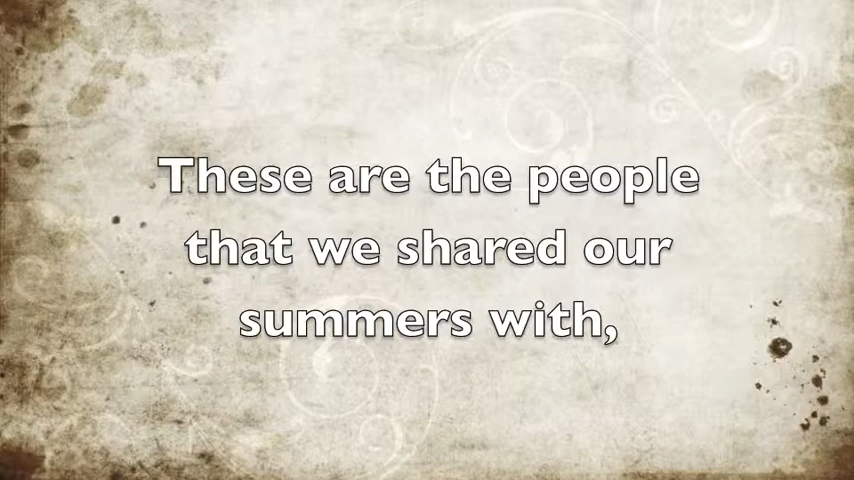 These are the people
that we shared our
summers with,